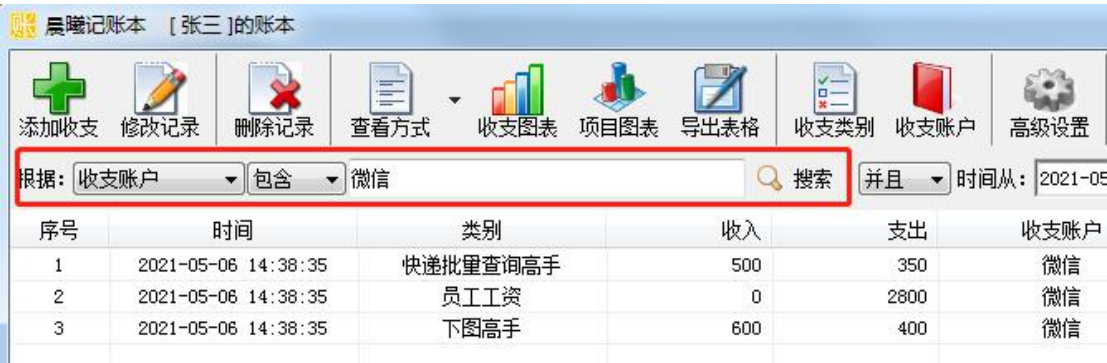 账 晨曦记账本 [ 张三 ]的账本
添加收支 修改记录 删除记录 查看方式 收支图表 项目图表 导出表格 收支类别 收支账户 高级设置
根据: 收支账户 包含 微信 搜索 并且 时间从: 2021-05
序号 时间 类别 收入 支出 收支账户
1 2021-05-06 14:38:35 快递批量查询高手 500 350 微信
2 2021-05-06 14:38:35 员工工资 0 2800 微信
3 2021-05-06 14:38:35 下图高手 600 400 微信